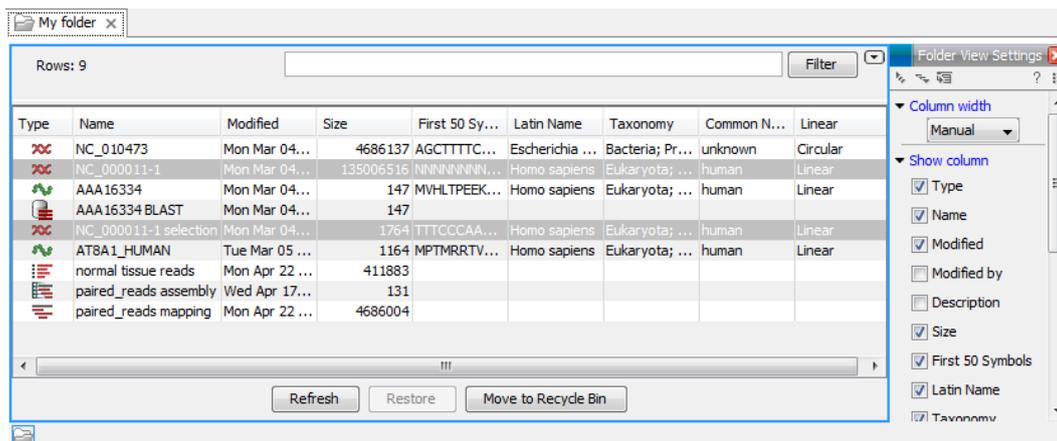 My folder
Rows: 9 Filter
Folder View Settings
?
Column width
Manual
Show column
Type
Name
Modified
Modified by
Description
Size
First 50 Symbols
Latin Name
Taxonomy
Type Name Modified Size First 50 Sy... Latin Name Taxonomy Common N... Linear
NC_010473 Mon Mar 04... 4686137 AGCTTTTC... Escherichia ... Bacteria; Pr... unknown Circular
NC_000011-1 Mon Mar 04... 135006516 NNNNNNNN... Homo sapiens Eukaryota; ... human Linear
AAA16334 Mon Mar 04... 147 MVHLTPEEK... Homo sapiens Eukaryota; ... human Linear
AAA16334 BLAST Mon Mar 04... 147
NC_000011-1 selection Mon Mar 04... 1764 TTTCCCAA... Homo sapiens Eukaryota; ... human Linear
AT8A1_HUMAN Tue Mar 05 ... 1164 MPTMRRTV... Homo sapiens Eukaryota; ... human Linear
normal tissue reads Mon Apr 22 ... 411883
paired_reads assembly Wed Apr 17... 131
paired_reads mapping Mon Apr 22 ... 4686004
Refresh Restore Move to Recycle Bin